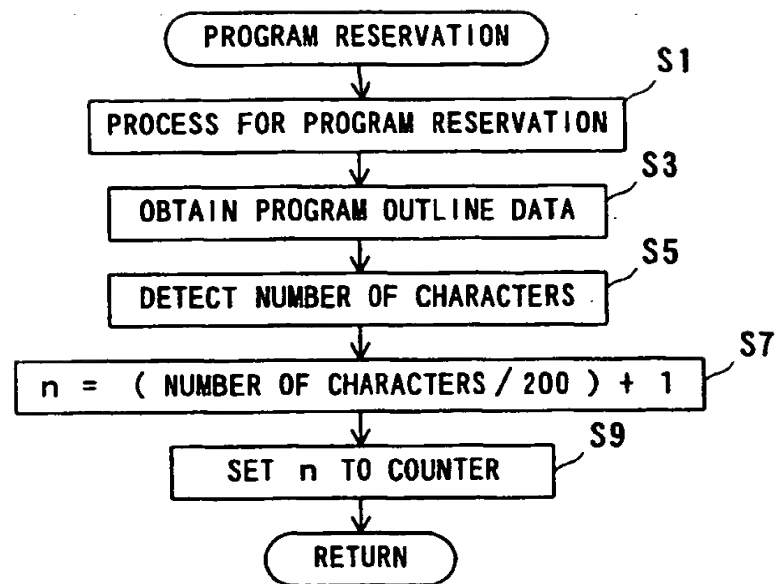 PROGRAM RESERVATION
S1
PROCESS FOR PROGRAM RESERVATION
S3
OBTAIN PROGRAM OUTLINE DATA
S5
DETECT NUMBER OF CHARACTERS
S7
n = ( NUMBER OF CHARACTERS / 200 ) + 1
S9
SET n TO COUNTER
RETURN